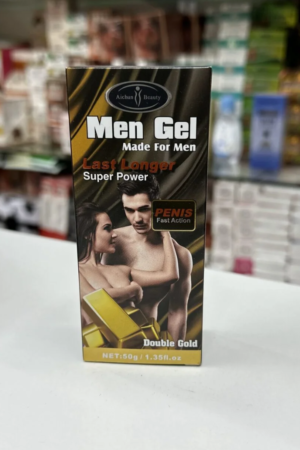 Aichun Beauty
Men Gel
Made For Men
Last Longer
Super Power
PENIS
Fast Action
Double Gold
NET:50g / 1.35fl.oz